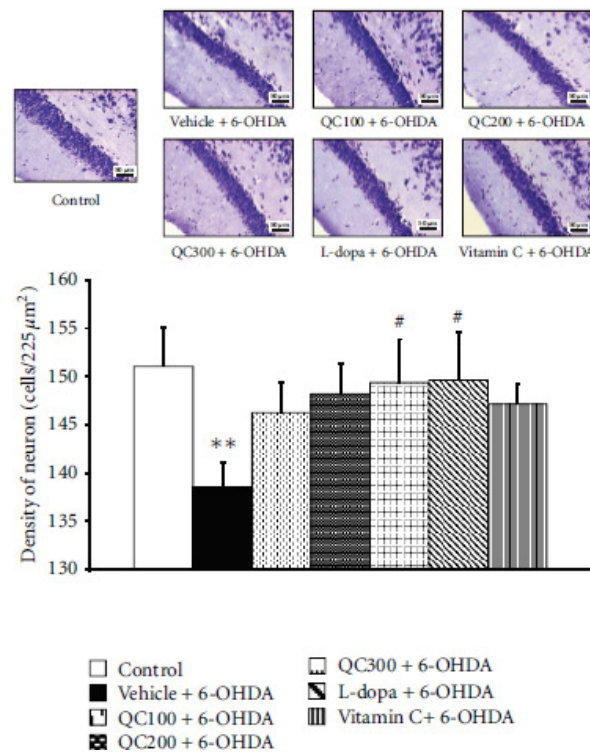 Vehicle + 6-OHDA
QC100 + 6-OHDA
QC200 + 6-OHDA
Control
QC300 + 6-OHDA
L-dopa + 6-OHDA
Vitamin C + 6-OHDA
Density of neuron (cells/225 μm²)
160
155
150
145
140
135
130
**
#
#
Control
Vehicle + 6-OHDA
QC100 + 6-OHDA
QC200 + 6-OHDA
QC300 + 6-OHDA
L-dopa + 6-OHDA
Vitamin C+ 6-OHDA